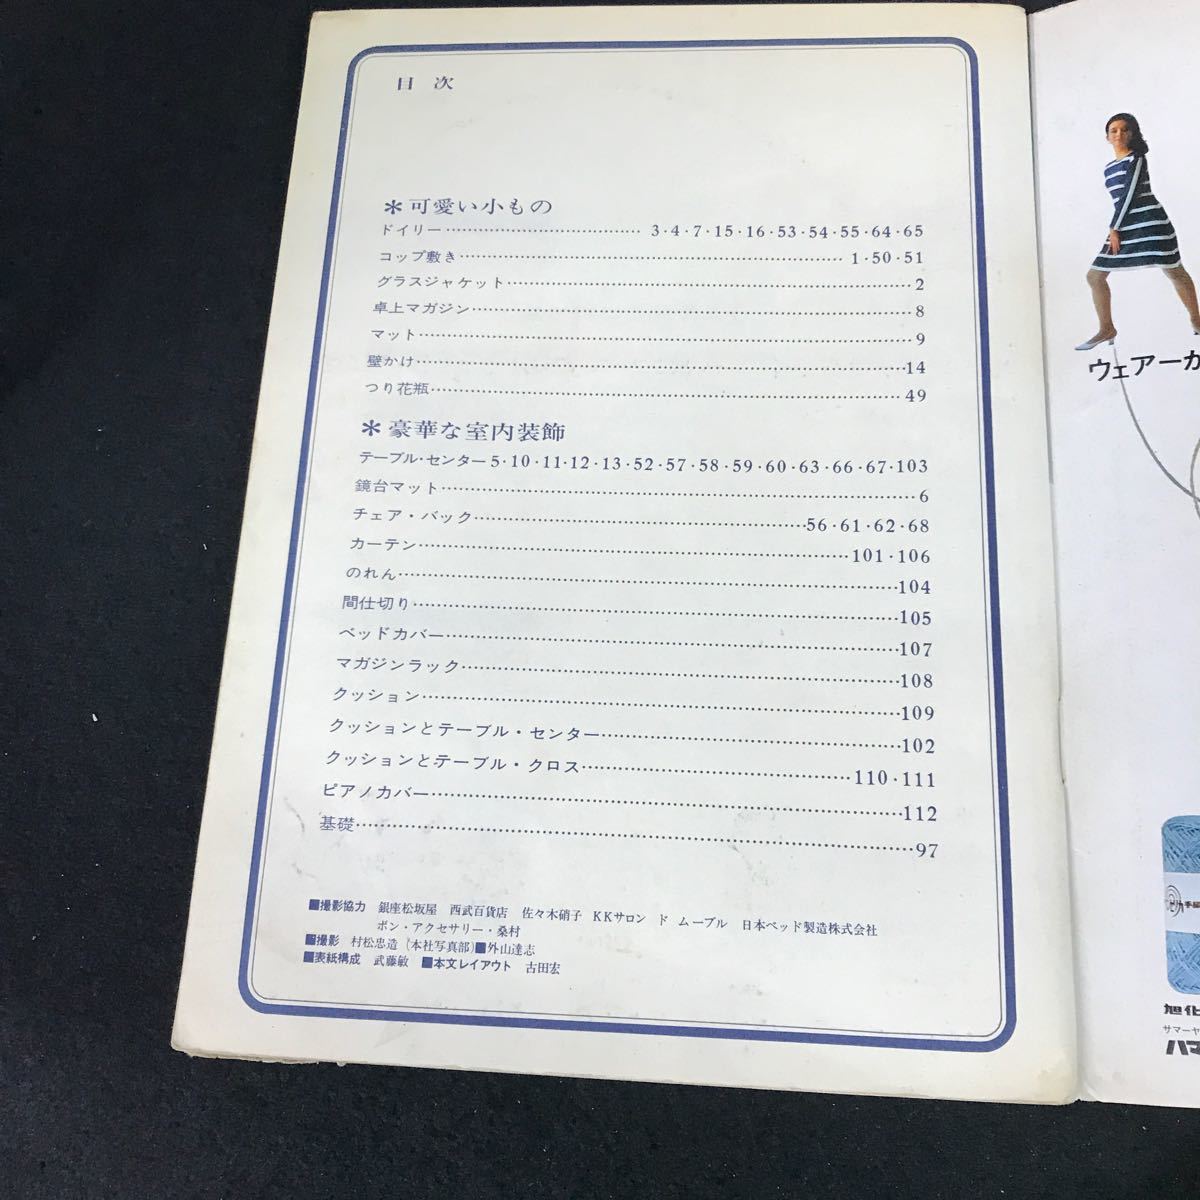 目次
＊可愛い小もの
ドイリー…………………………………3・4・7・15・16・53・54・55・64・65
コップ敷き…………………………………1・50・51
グラスジャケット…………………………………2
卓上マガジン…………………………………8
マット…………………………………9
壁かけ…………………………………14
つり花瓶…………………………………49
＊豪華な室内装飾
テーブル・センター5・10・11・12・13・52・57・58・59・60・63・66・67・103
鏡台マット…………………………………6
チェア・バック…………………………………56・61・62・68
カーテン…………………………………101・106
のれん…………………………………104
間仕切り…………………………………105
ベッドカバー…………………………………107
マガジンラック…………………………………108
クッション…………………………………109
クッションとテーブル・センター…………………………………102
クッションとテーブル・クロス…………………………………110・111
ピアノカバー…………………………………112
基礎…………………………………97
■撮影協力 銀座松坂屋 西武百貨店 佐々木硝子 KKサロン ド ムーブル 日本ベッド製造株式会社
ボン・アクセサリー・桑村
■撮影 村松忠造（本社写真部）■外山達志
■表紙構成 武藤敏 ■本文レイアウト 古田宏
ウェアーか
手編
旭化
サマーヤ
ハマ